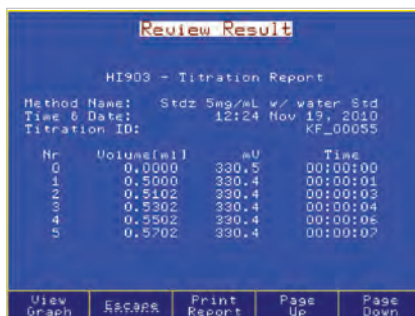 Review Result
HI903 - Titration Report
Method Name: Stdz 5mg/mL w/ water Std
Time & Date: 12:24 Nov 19, 2010
Titration ID: KF_00055
Nr Volume[ml] mV Time
0 0.0000 330.5 00:00:00
1 0.5000 330.4 00:00:01
2 0.5102 330.4 00:00:03
3 0.5302 330.4 00:00:04
4 0.5502 330.4 00:00:06
5 0.5702 330.4 00:00:07
View Graph Escape Print Report Page Up Page Down